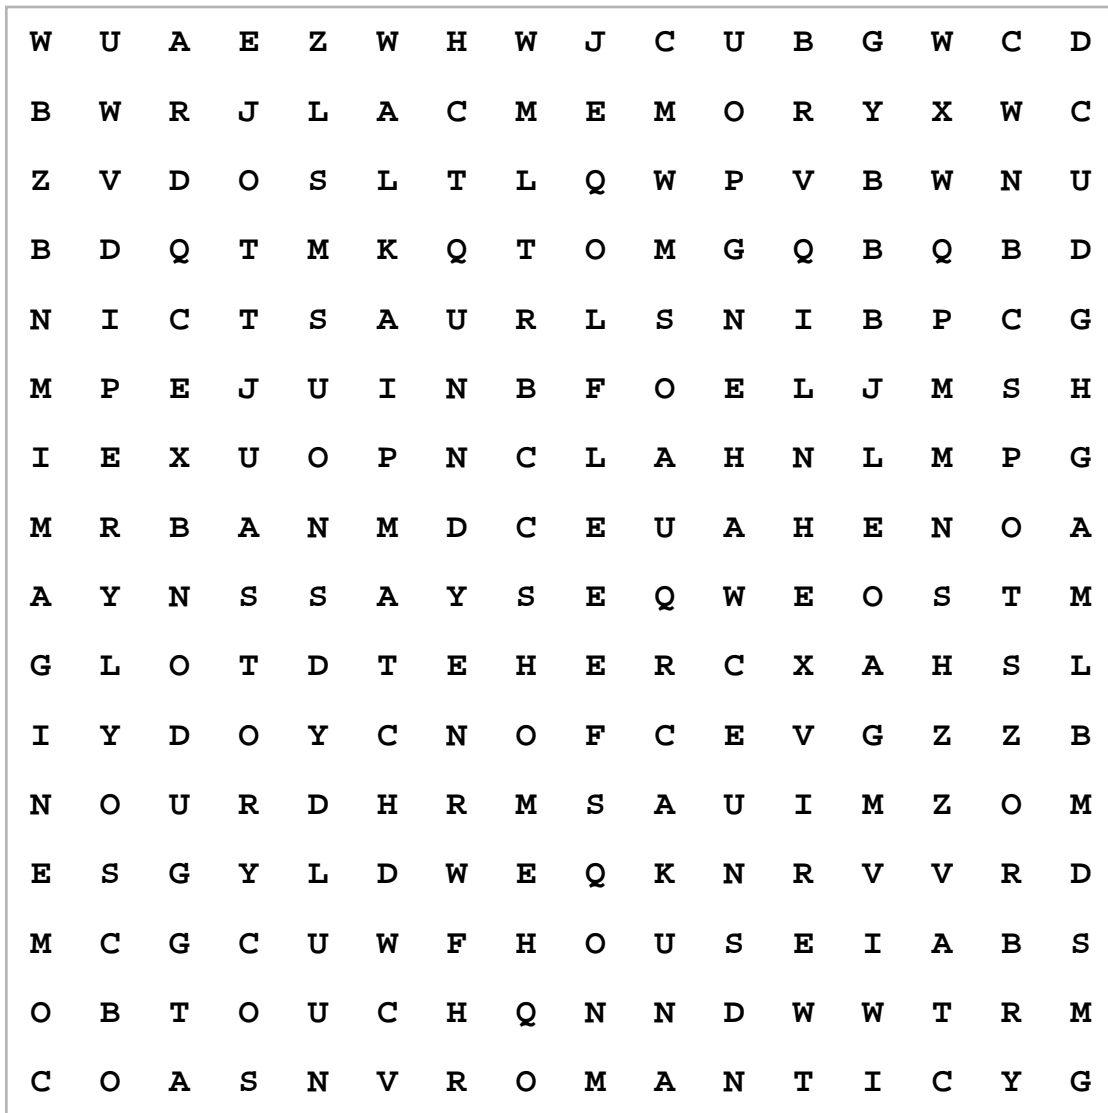 W U A E Z W H W J C U B G W C D
B W R J L A C M E M O R Y X W C
Z V D O S L T L Q W P V B W N U
B D Q T M K Q T O M G Q B Q B D
N I C T S A U R L S N I B P C G
M P E J U I N B F O E L J M S H
I E X U O P N C L A H N L M P G
M R B A N M D C E U A H E N O A
A Y N S S A Y S E Q W E O S T M
G L O T D T E H E R C X A H S L
I Y D O Y C N O F C E V G Z Z B
N O U R D H R M S A U I M Z O M
E S G Y L D W E Q K N R V V R D
M C G C U W F H O U S E I A B S
O B T O U C H Q N N D W W T R M
C O A S N V R O M A N T I C Y G